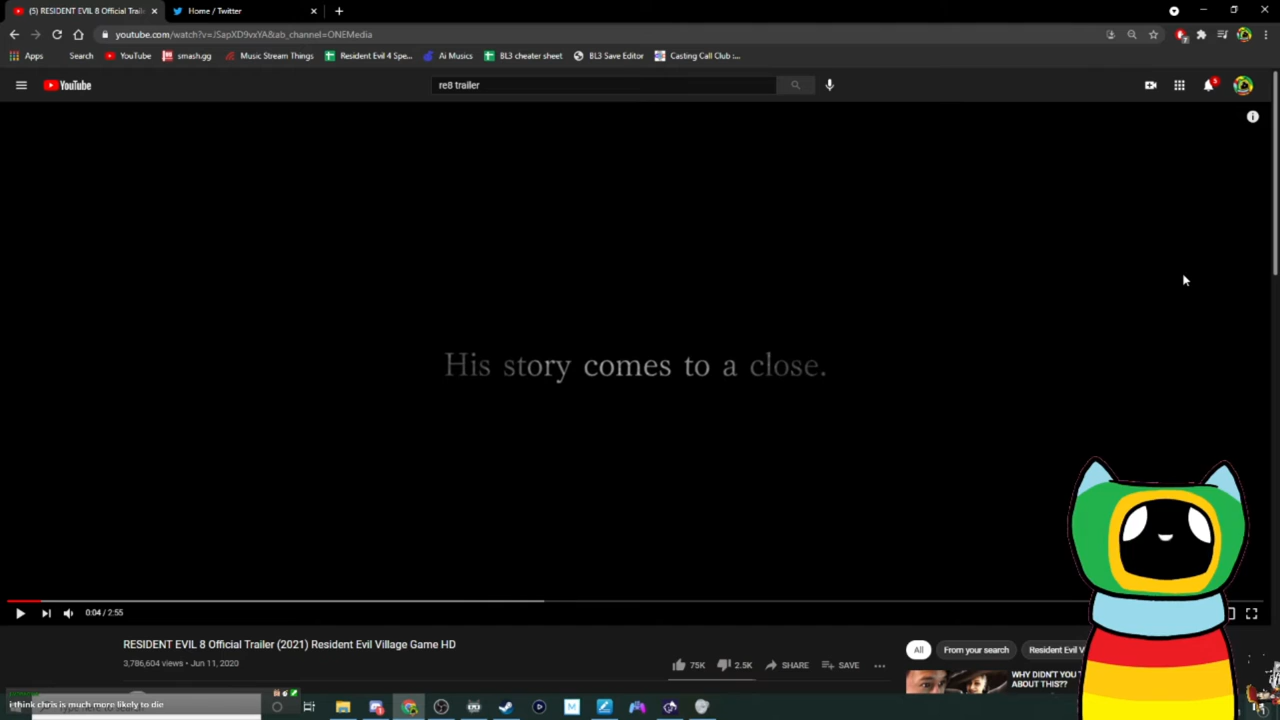 (5) RESIDENT EVIL 8 Official Trail
Home / Twitter
youtube.com/watch?v=JSapXD9vxYA&ab_channel=ONEMedia
Apps Search YouTube smash.gg Music Stream Things Resident Evil 4 Spe... Ai Musics BL3 cheater sheet BL3 Save Editor Casting Call Club :...
YouTube
re8 trailer
His story comes to a close.
0:04 / 2:55
RESIDENT EVIL 8 Official Trailer (2021) Resident Evil Village Game HD
3,786,604 views • Jun 11, 2020
75K 2.5K SHARE SAVE
All From your search Resident Evil V
WHY DIDN'T YOU
ABOUT THIS??
i think chris is much more likely to die